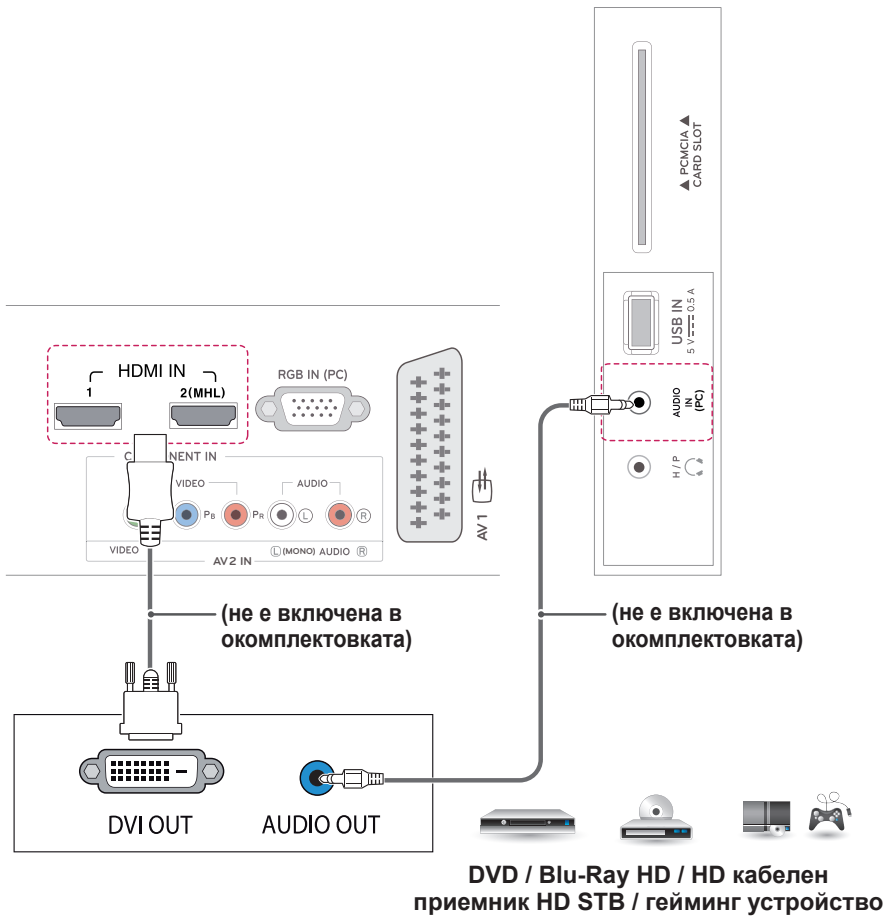 ▲ PCMCIA ▲
CARD SLOT
USB IN
5 V 0.5 A
AUDIO
IN
(PC)
H / P
HDMI IN
1
2(MHL)
RGB IN (PC)
NENT IN
VIDEO
AUDIO
PB
PR
L
R
VIDEO
L (MONO) AUDIO R
AV2 IN
AV 1
(не е включена в
окомплектовката)
(не е включена в
окомплектовката)
DVI OUT
AUDIO OUT
DVD / Blu-Ray HD / HD кабелен
приемник HD STB / гейминг устройство